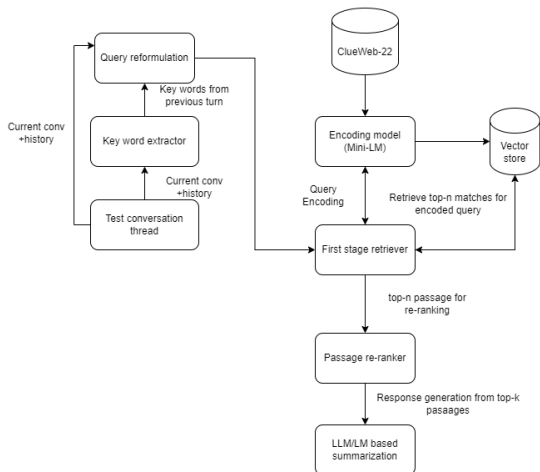 Query reformulation
Key words from
previous turn
Current conv
+history
Key word extractor
Current conv
+history
Test conversation
thread
ClueWeb-22
Encoding model
(Mini-LM)
Vector
store
Query
Encoding
Retrieve top-n matches for
encoded query
First stage retriever
top-n passage for
re-ranking
Passage re-ranker
Response generation from top-k
pasaages
LLM/LM based
summarization